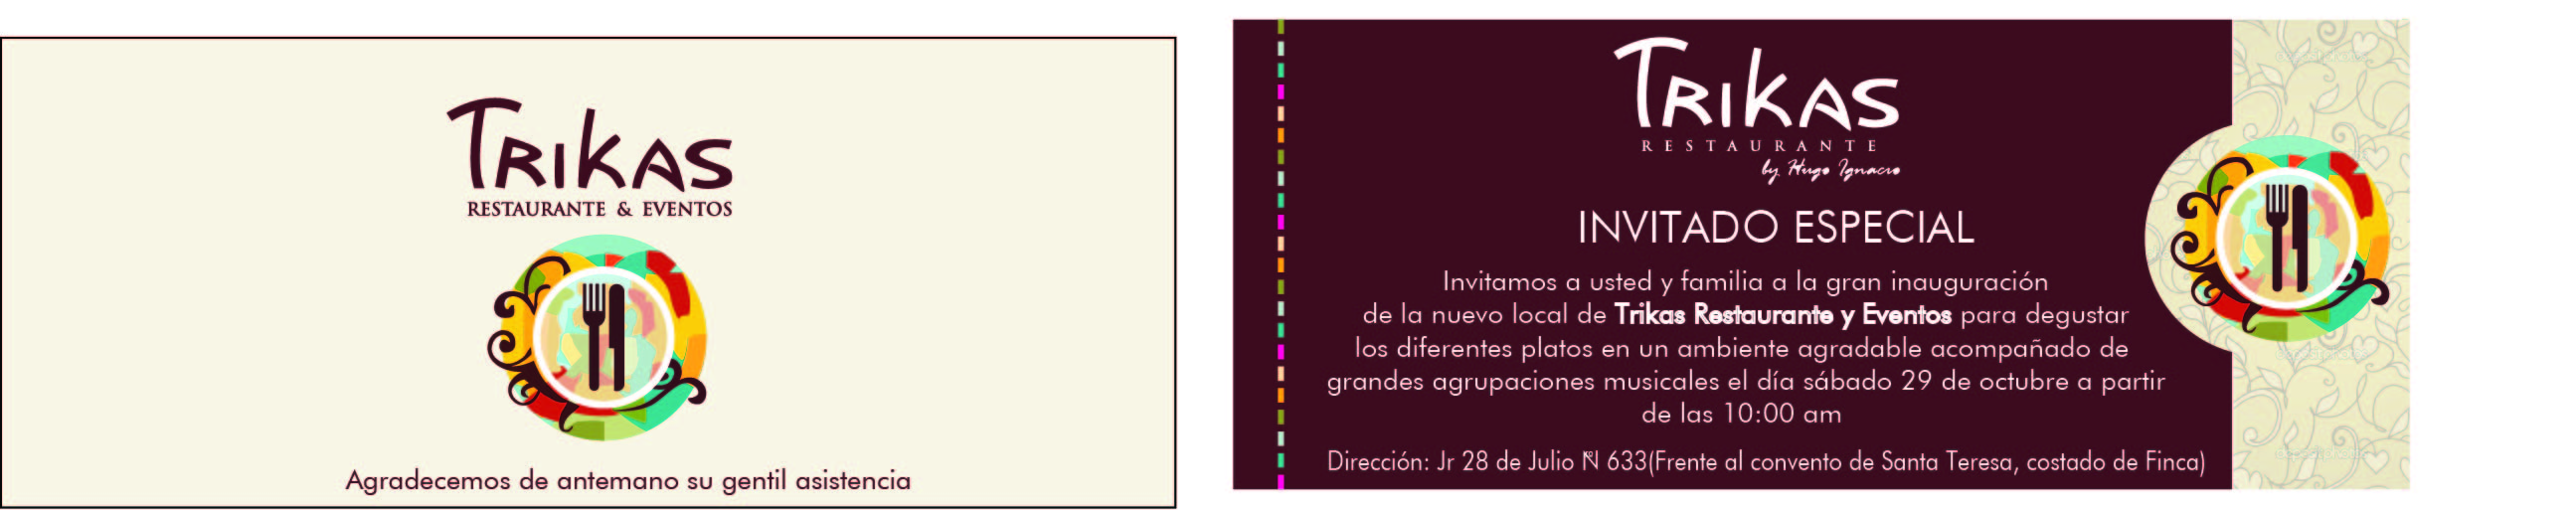 TRIKAS
RESTAURANTE & EVENTOS
Agradecemos de antemano su gentil asistencia
TRIKAS
RESTAURANTE
by Hugo Ignacio
INVITADO ESPECIAL
Invitamos a usted y familia a la gran inauguración
de la nuevo local de Trikas Restaurante y Eventos para degustar
los diferentes platos en un ambiente agradable acompañado de
grandes agrupaciones musicales el día sábado 29 de octubre a partir
de las 10:00 am
Dirección: Jr 28 de Julio Nº 633(Frente al convento de Santa Teresa, costado de Finca)